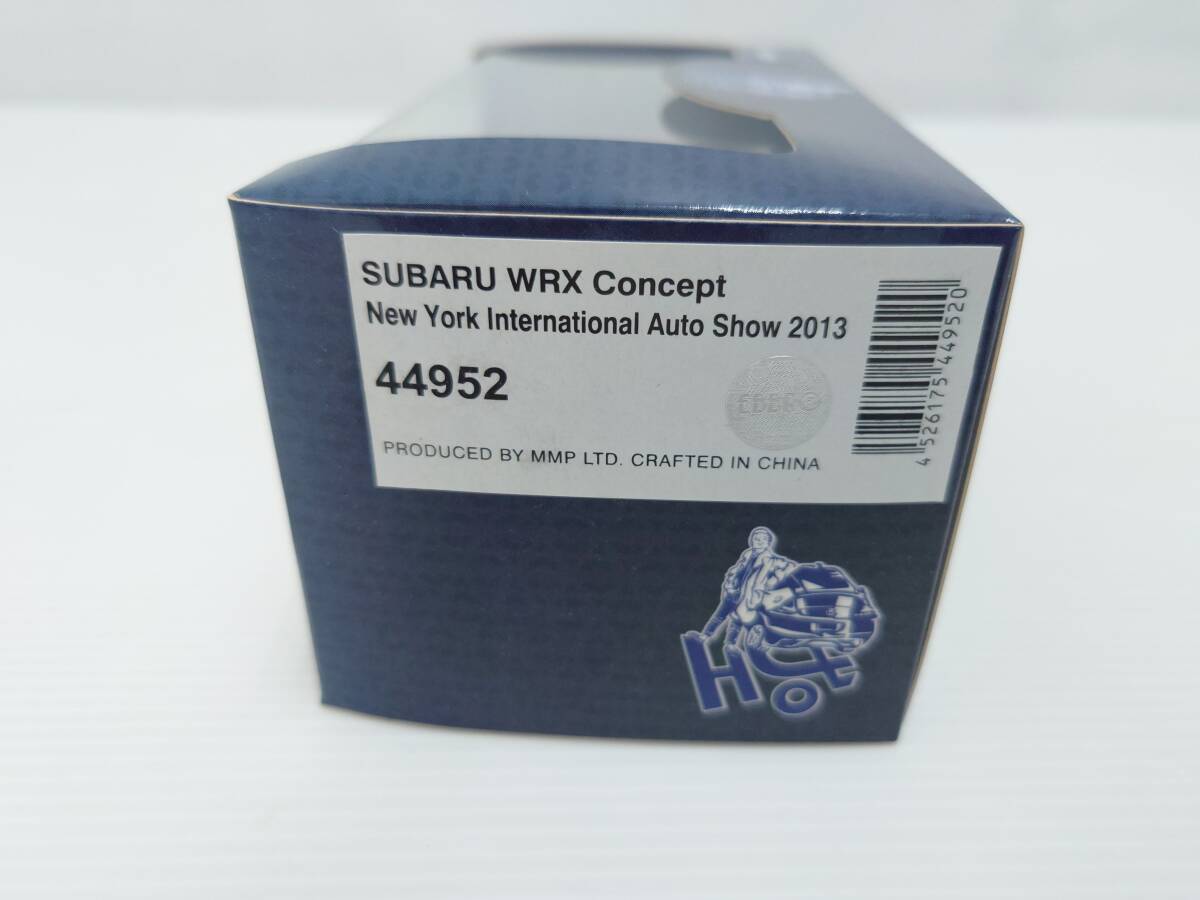 SUBARU WRX Concept
New York International Auto Show 2013
44952
EBBRO
PRODUCED BY MMP LTD. CRAFTED IN CHINA
4 526175 449520